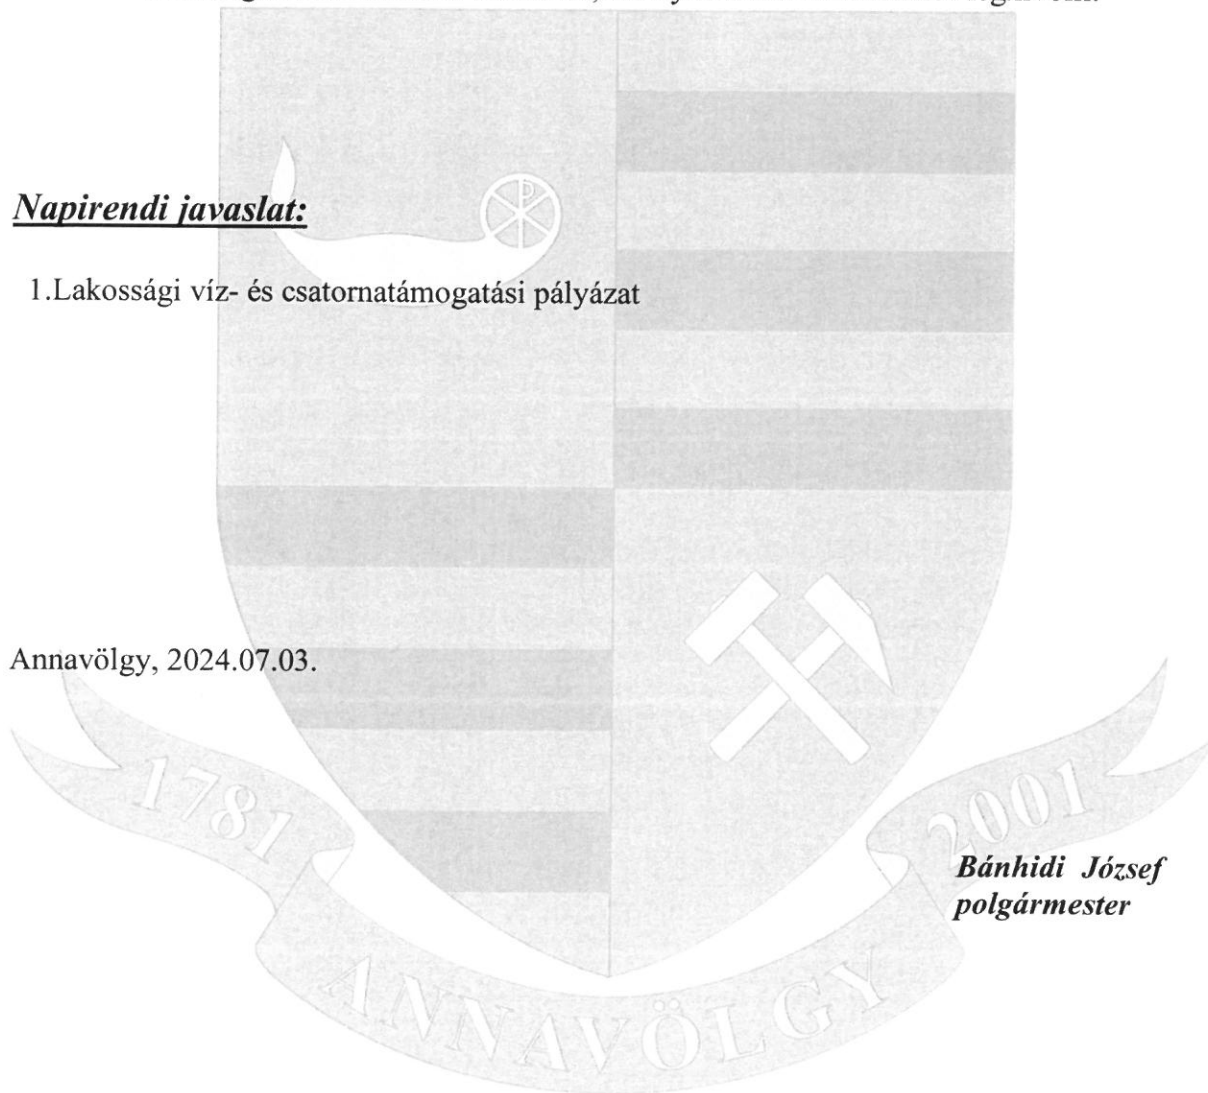 Napirendi javaslat:
1.Lakossági víz- és csatornatámogatási pályázat
Annavölgy, 2024.07.03.
1781
2001
Bánhidi József
polgármester
ANNAVÖLGY